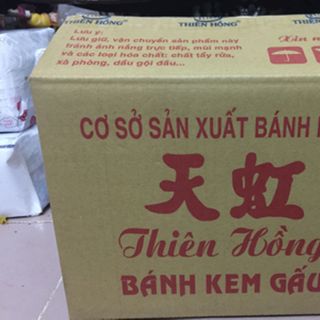 THIÊN HỒNG
THIÊN HỒNG
Lưu ý:
Lưu giữ, vận chuyển sản phẩm này
tránh ánh nắng trực tiếp, mùi mạnh
và các loại hóa chất: chất tẩy rửa,
xà phòng, dầu gội đầu...
Xin
CƠ SỞ SẢN XUẤT BÁNH
天虹
Thiên Hồng
BÁNH KEM GẤU